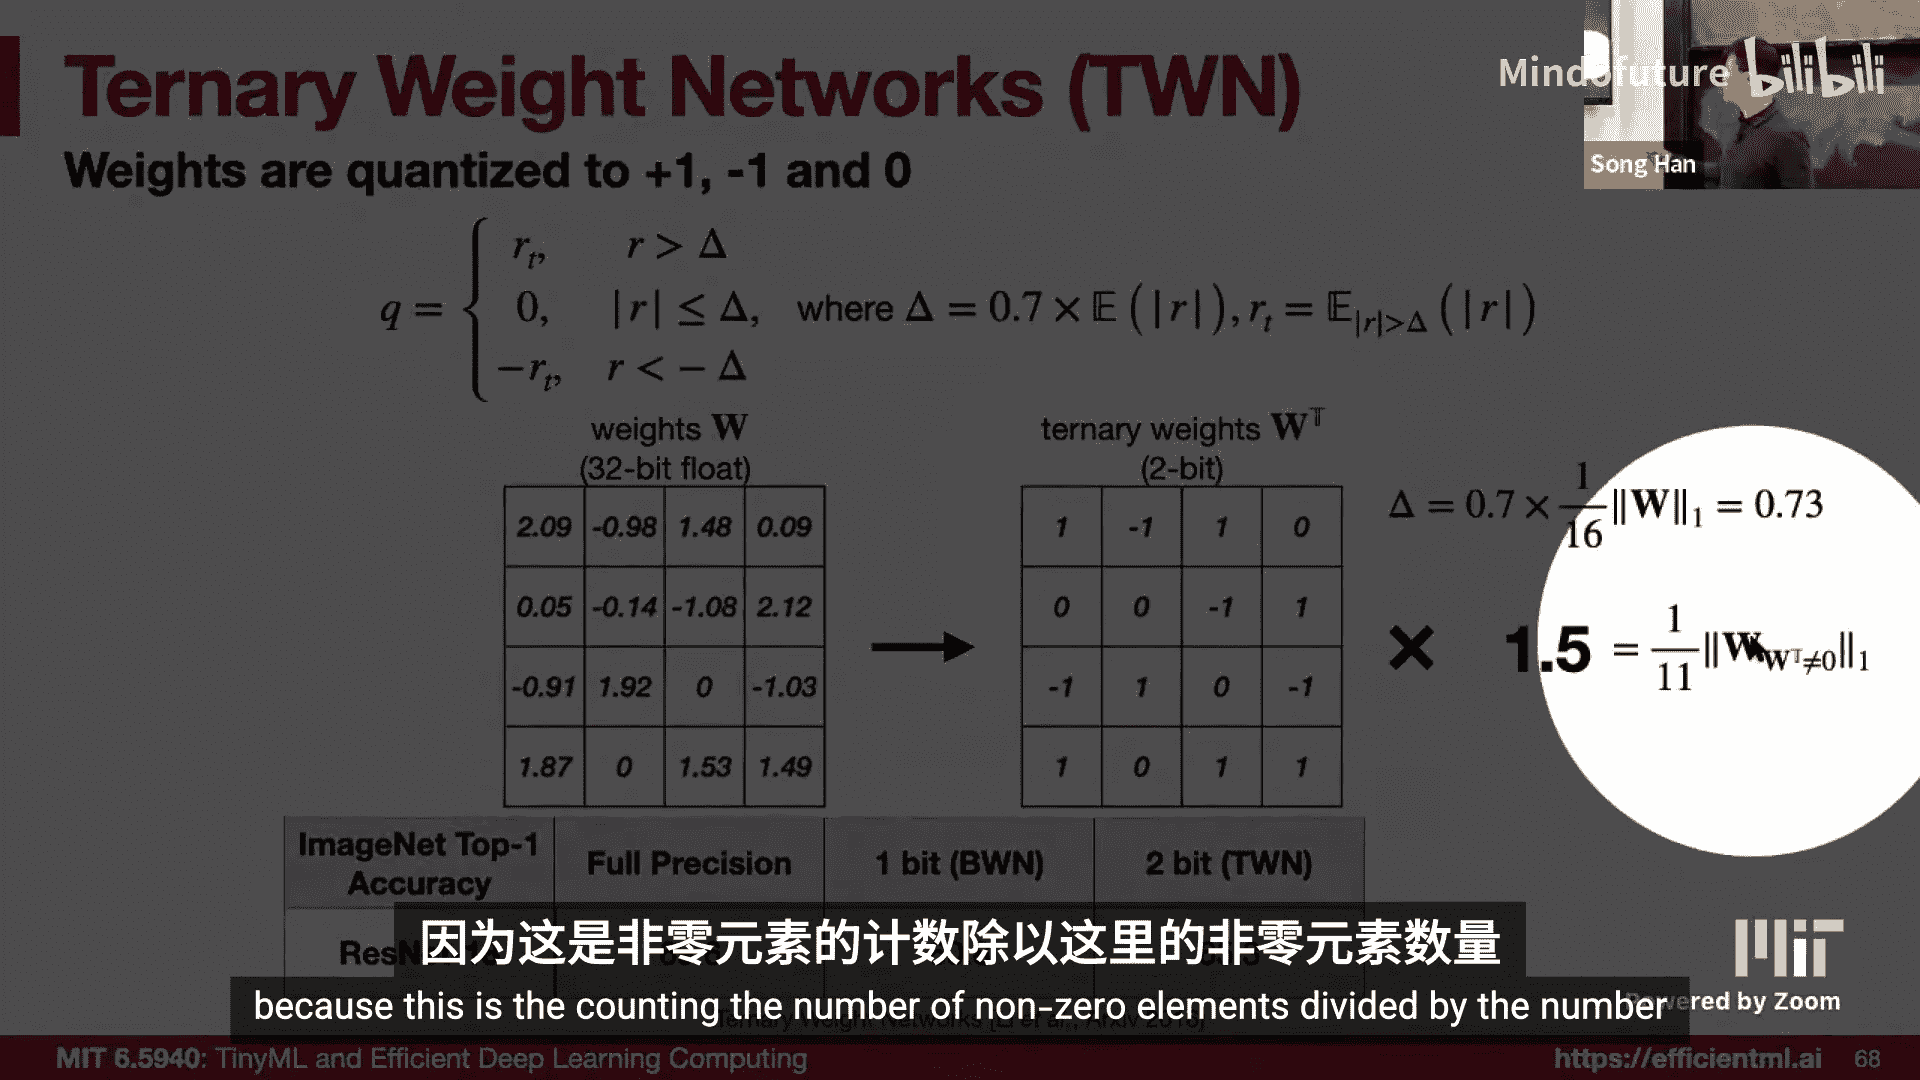 Ternary Weight Networks (TWN)
Mindofuture bilibili
Song Han
Weights are quantized to +1, -1 and 0
q = { r_t, r > Δ
0, |r| ≤ Δ, where Δ = 0.7 × 𝔼(|r|), r_t = 𝔼_{|r|>Δ}(|r|)
−r_t, r < −Δ
weights W
(32-bit float)
ternary weights W^𝕋
(2-bit)
2.09 -0.98 1.48 0.09
0.05 -0.14 -1.08 2.12
-0.91 1.92 0 -1.03
1.87 0 1.53 1.49
1 -1 1 0
0 0 -1 1
-1 1 0 -1
1 0 1 1
Δ = 0.7 × 1/16 ‖W‖₁ = 0.73
× 1.5 = 1/11 ‖W_{W^𝕋≠0}‖₁
ImageNet Top-1 Accuracy Full Precision 1 bit (BWN) 2 bit (TWN)
因为这是非零元素的计数除以这里的非零元素数量
because this is the counting the number of non-zero elements divided by the number
MIT
Powered by Zoom
MIT 6.5940: TinyML and Efficient Deep Learning Computing
https://efficientml.ai 68